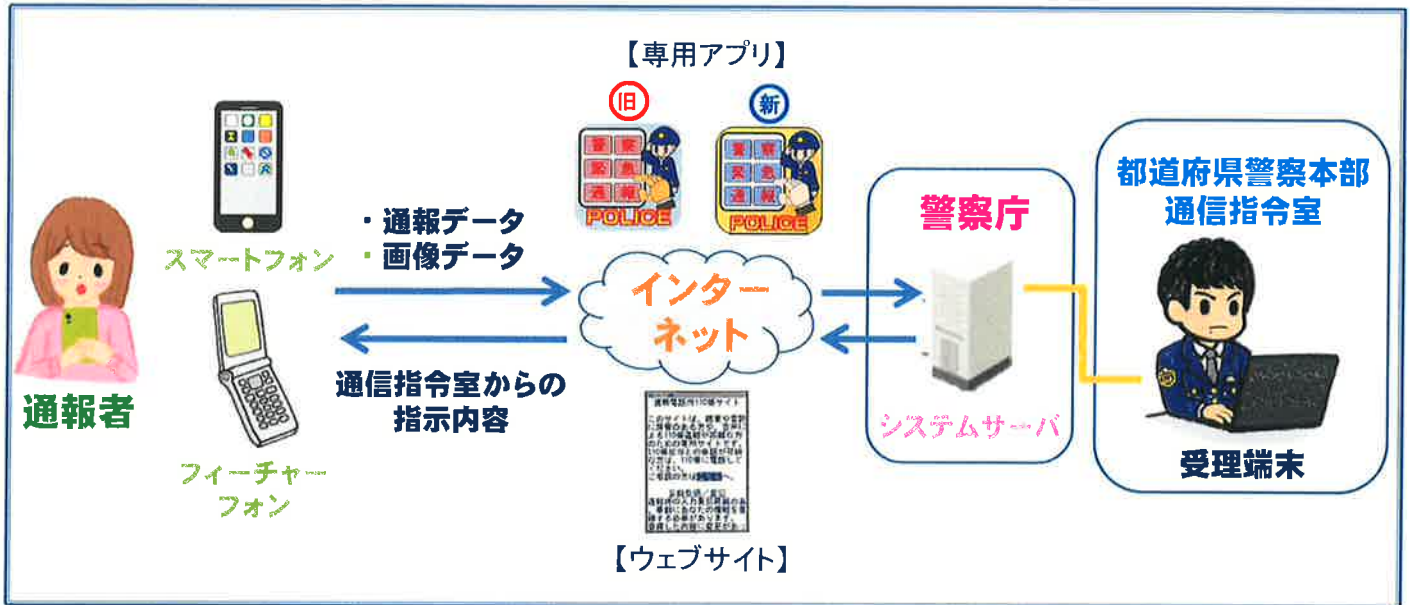 【専用アプリ】
旧
新
警 察
緊 急
通 報
POLICE
警 察
緊 急
通 報
POLICE
スマートフォン
・通報データ
・画像データ
通報者
フィーチャー
フォン
インター
ネット
通信指令室からの
指示内容
警察庁
システムサーバ
都道府県警察本部
通信指令室
受理端末
【ウェブサイト】